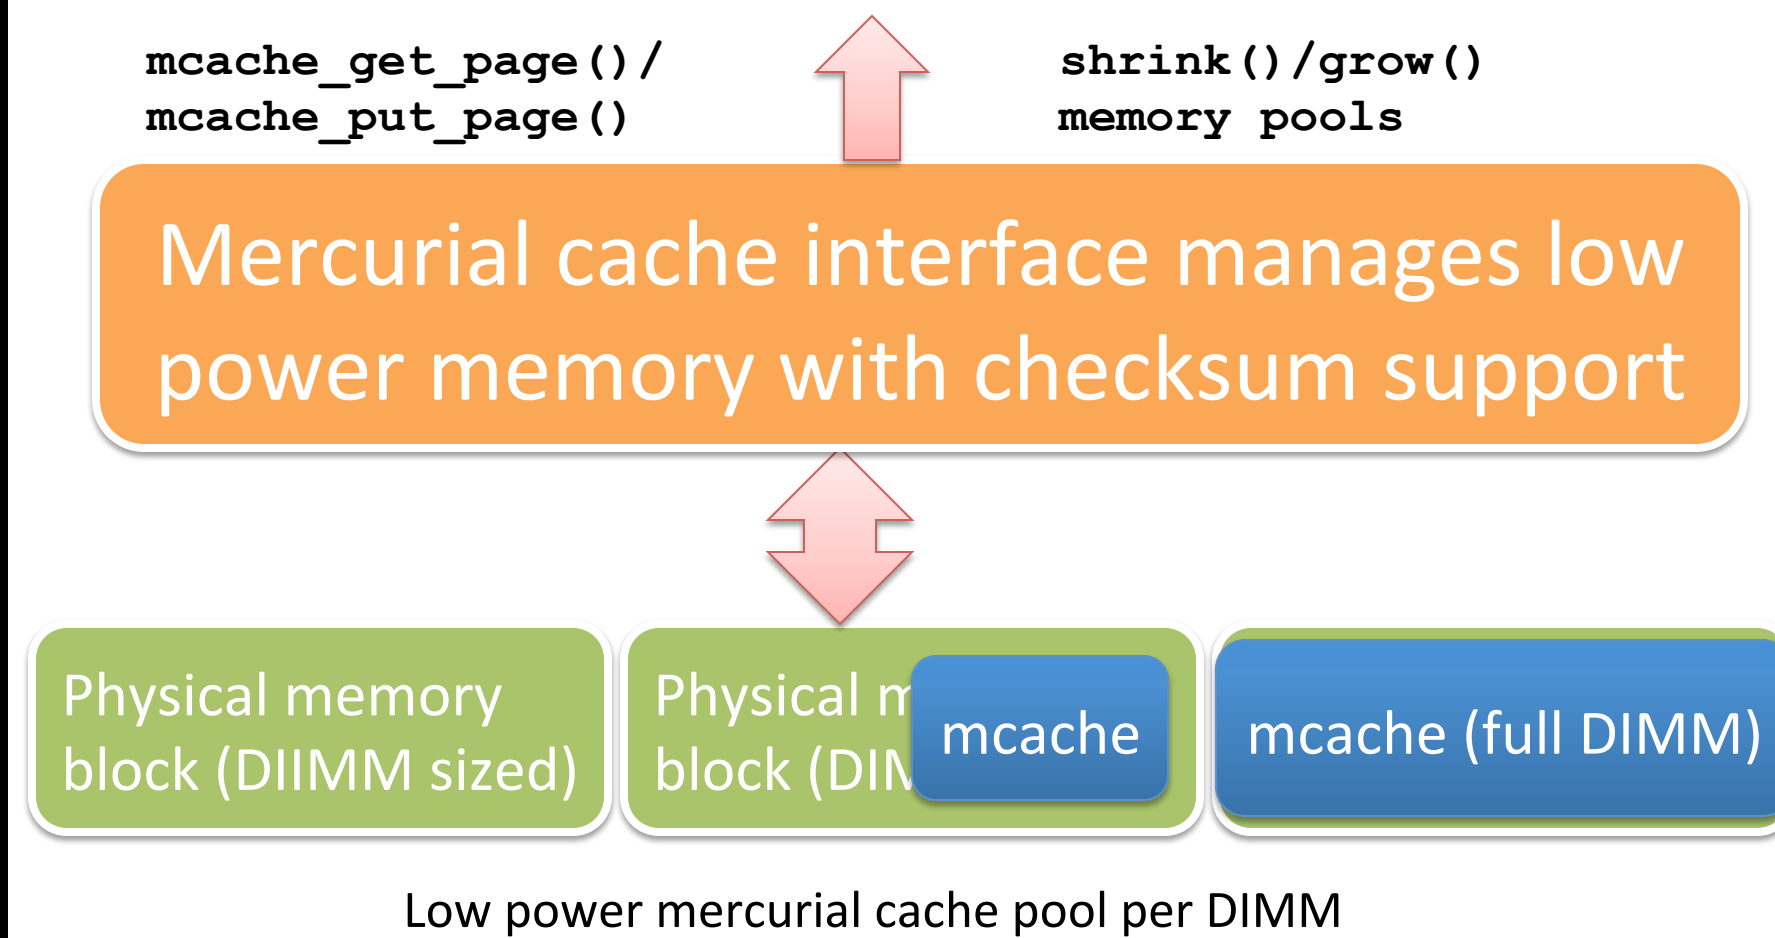 mcache_get_page()/
mcache_put_page()
shrink()/grow()
memory pools
Mercurial cache interface manages low
power memory with checksum support
Physical memory
block (DIIMM sized)
Physical
block
mcache
mcache (full DIMM)
Low power mercurial cache pool per DIMM